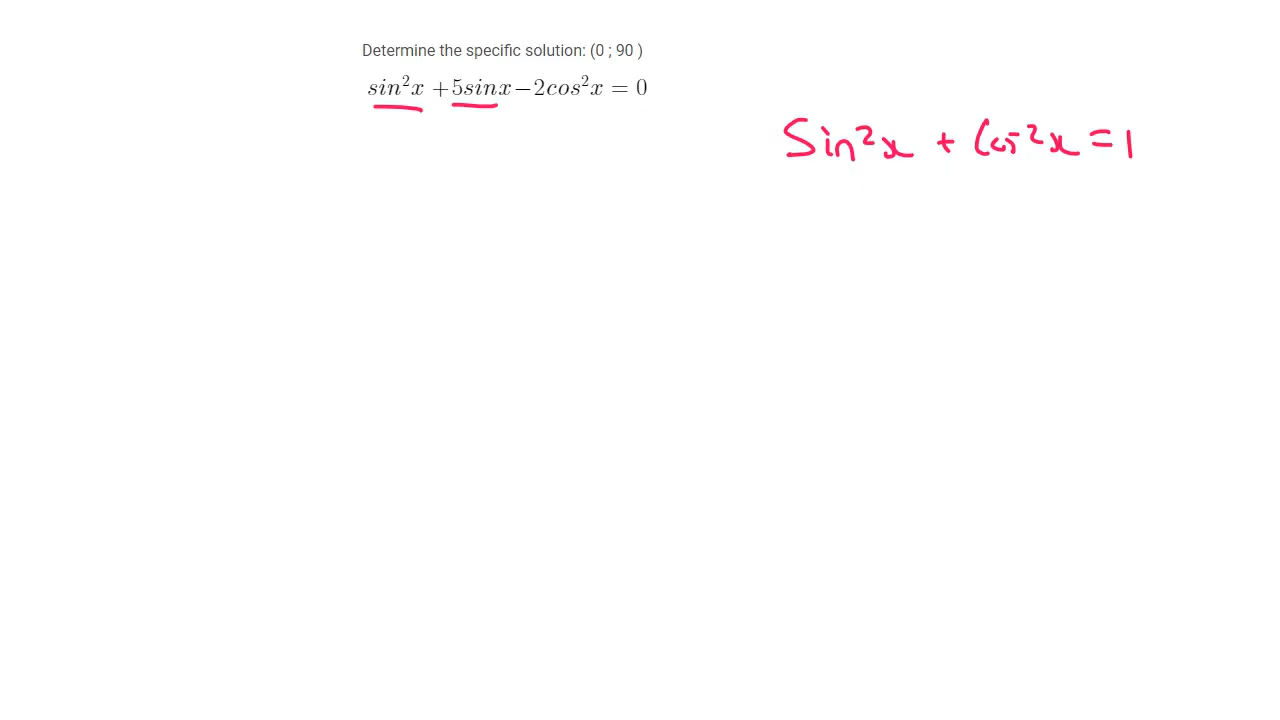 Determine the specific solution: (0 ; 90 )
sin²x + 5sinx − 2cos²x = 0
Sin²x + Cos²x = 1